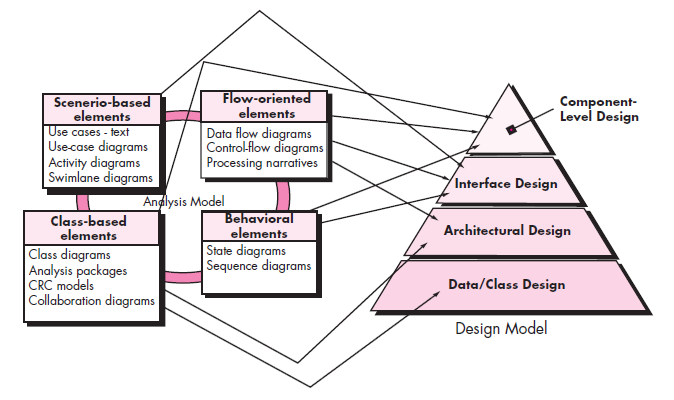 Scenerio-based
elements
Use cases - text
Use-case diagrams
Activity diagrams
Swimlane diagrams
Flow-oriented
elements
Data flow diagrams
Control-flow diagrams
Processing narratives
Analysis Model
Class-based
elements
Class diagrams
Analysis packages
CRC models
Collaboration diagrams
Behavioral
elements
State diagrams
Sequence diagrams
Component-
Level Design
Interface Design
Architectural Design
Data/Class Design
Design Model